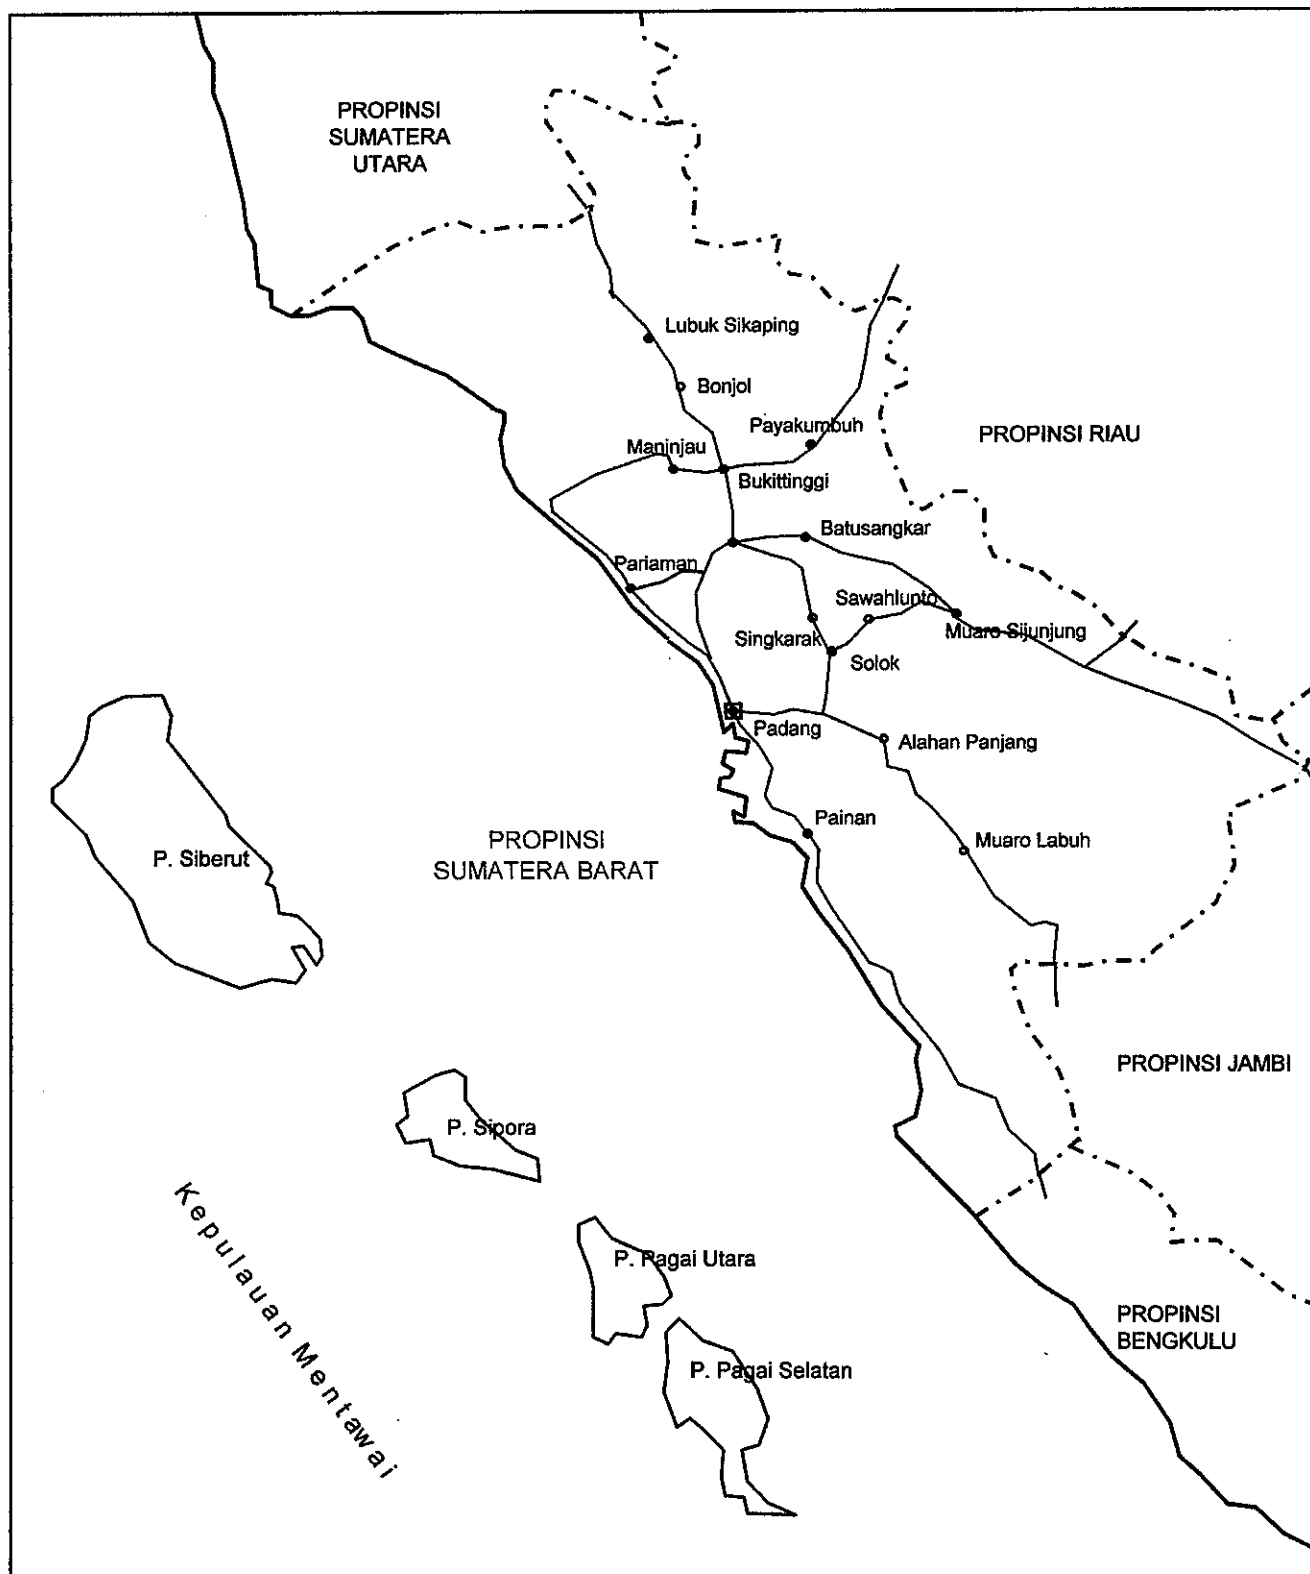 PROPINSI
SUMATERA
UTARA
Lubuk Sikaping
Bonjol
Payakumbuh
PROPINSI RIAU
Maninjau
Bukittinggi
Batusangkar
Pariaman
Sawahlunto
Singkarak
Muaro Sijunjung
Solok
Padang
Alahan Panjang
Painan
PROPINSI
SUMATERA BARAT
Muaro Labuh
P. Siberut
PROPINSI JAMBI
P. Sipora
Kepulauan Mentawai
P. Pagai Utara
PROPINSI
BENGKULU
P. Pagai Selatan